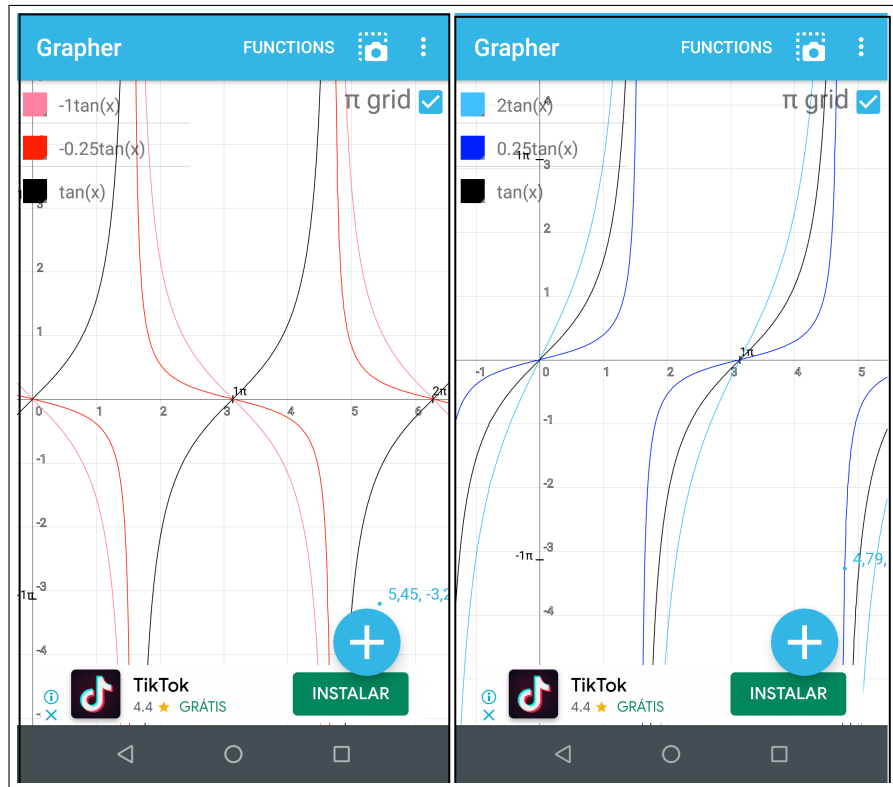 Grapher FUNCTIONS
-1tan(x)
π grid
-0.25tan(x)
tan(x)
3
2
1
1π
2π
0 1 2 3 4 5 6
-1
-2
-3
-1π
5,45, -3,2
-4
TikTok
4.4 ★ GRÁTIS
INSTALAR
Grapher FUNCTIONS
2tan(x)
4
π grid
0.25tan(x)
1π
3
tan(x)
2
1
1π
-1 0 1 2 3 4 5
-1
-2
-3
-1π
4,79,
-4
TikTok
4.4 ★ GRÁTIS
INSTALAR